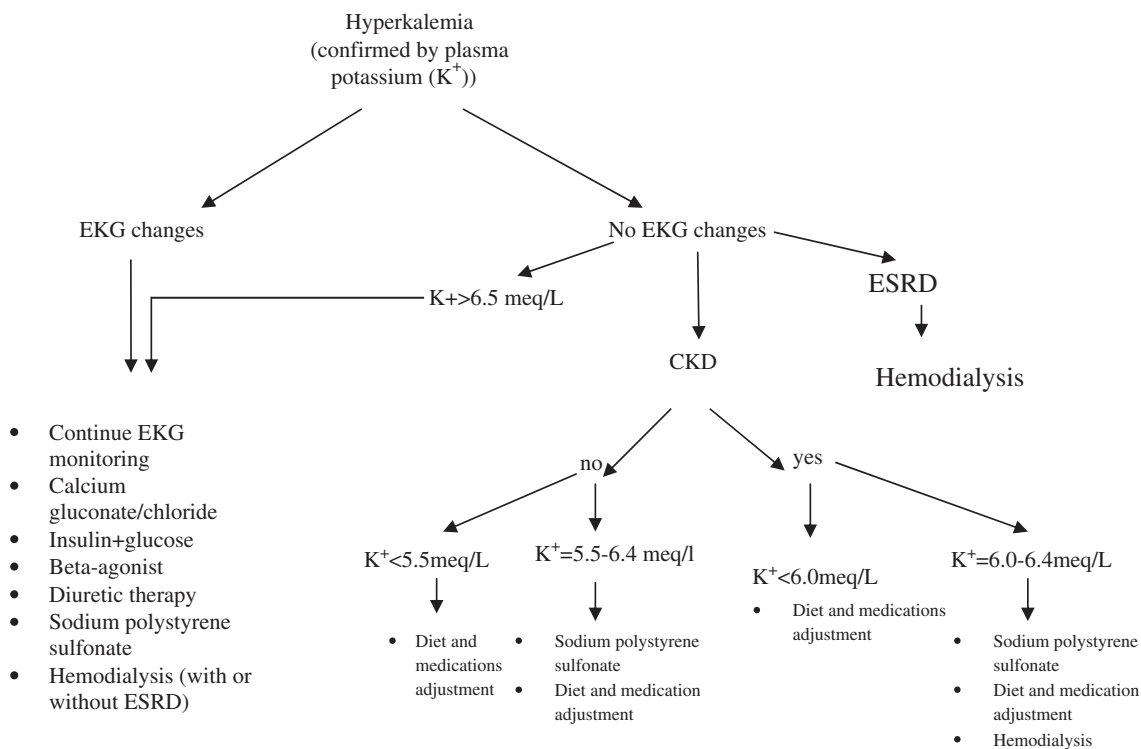 Hyperkalemia
(confirmed by plasma
potassium (K⁺))
EKG changes
No EKG changes
K+>6.5 meq/L
ESRD
CKD
Hemodialysis
• Continue EKG
monitoring
• Calcium
gluconate/chloride
• Insulin+glucose
• Beta-agonist
• Diuretic therapy
• Sodium polystyrene
sulfonate
• Hemodialysis (with or
without ESRD)
no
yes
K⁺<5.5meq/L
• Diet and
medications
adjustment
K⁺=5.5-6.4 meq/l
• Sodium polystyrene
sulfonate
• Diet and medication
adjustment
K⁺<6.0meq/L
• Diet and medications
adjustment
K⁺=6.0-6.4meq/L
• Sodium polystyrene
sulfonate
• Diet and medication
adjustment
• Hemodialysis